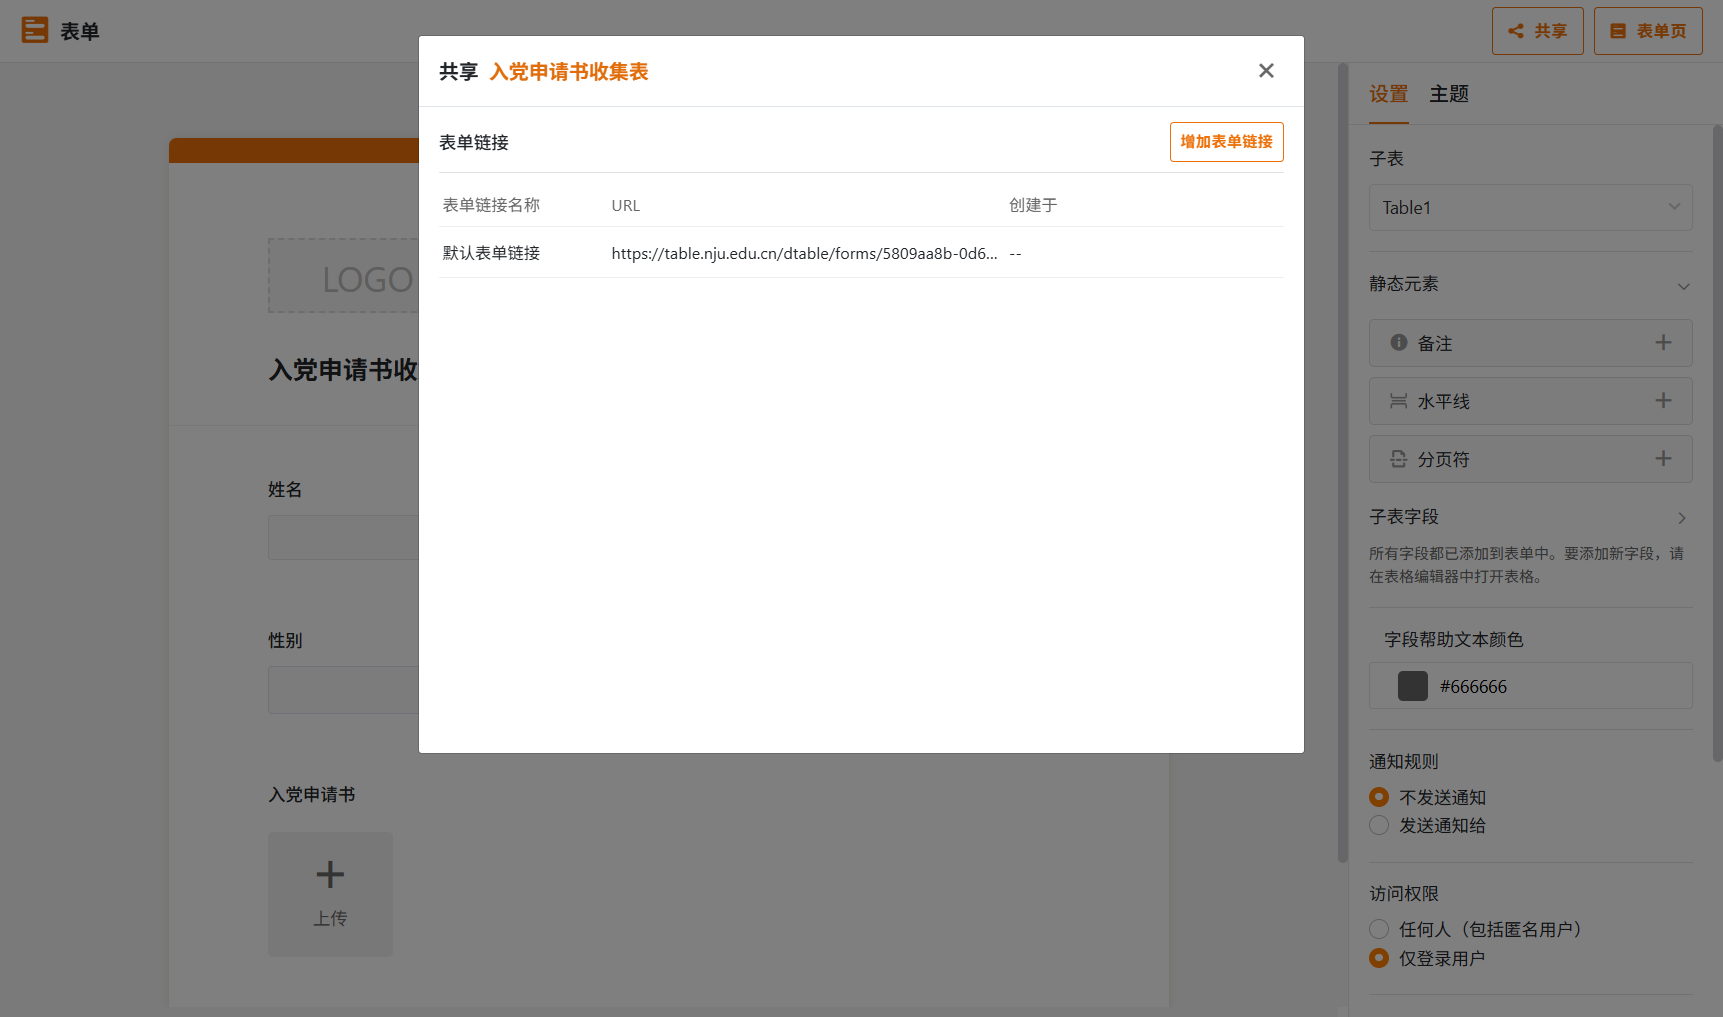 表单
共享
表单页
共享 入党申请书收集表
表单链接
增加表单链接
表单链接名称 URL 创建于
默认表单链接 https://table.nju.edu.cn/dtable/forms/5809aa8b-0d6... --
LOGO
入党申请书收
姓名
性别
入党申请书
上传
设置 主题
子表
Table1
静态元素
备注
水平线
分页符
子表字段
所有字段都已添加到表单中。要添加新字段，请
在表格编辑器中打开表格。
字段帮助文本颜色
#666666
通知规则
不发送通知
发送通知给
访问权限
任何人（包括匿名用户）
仅登录用户